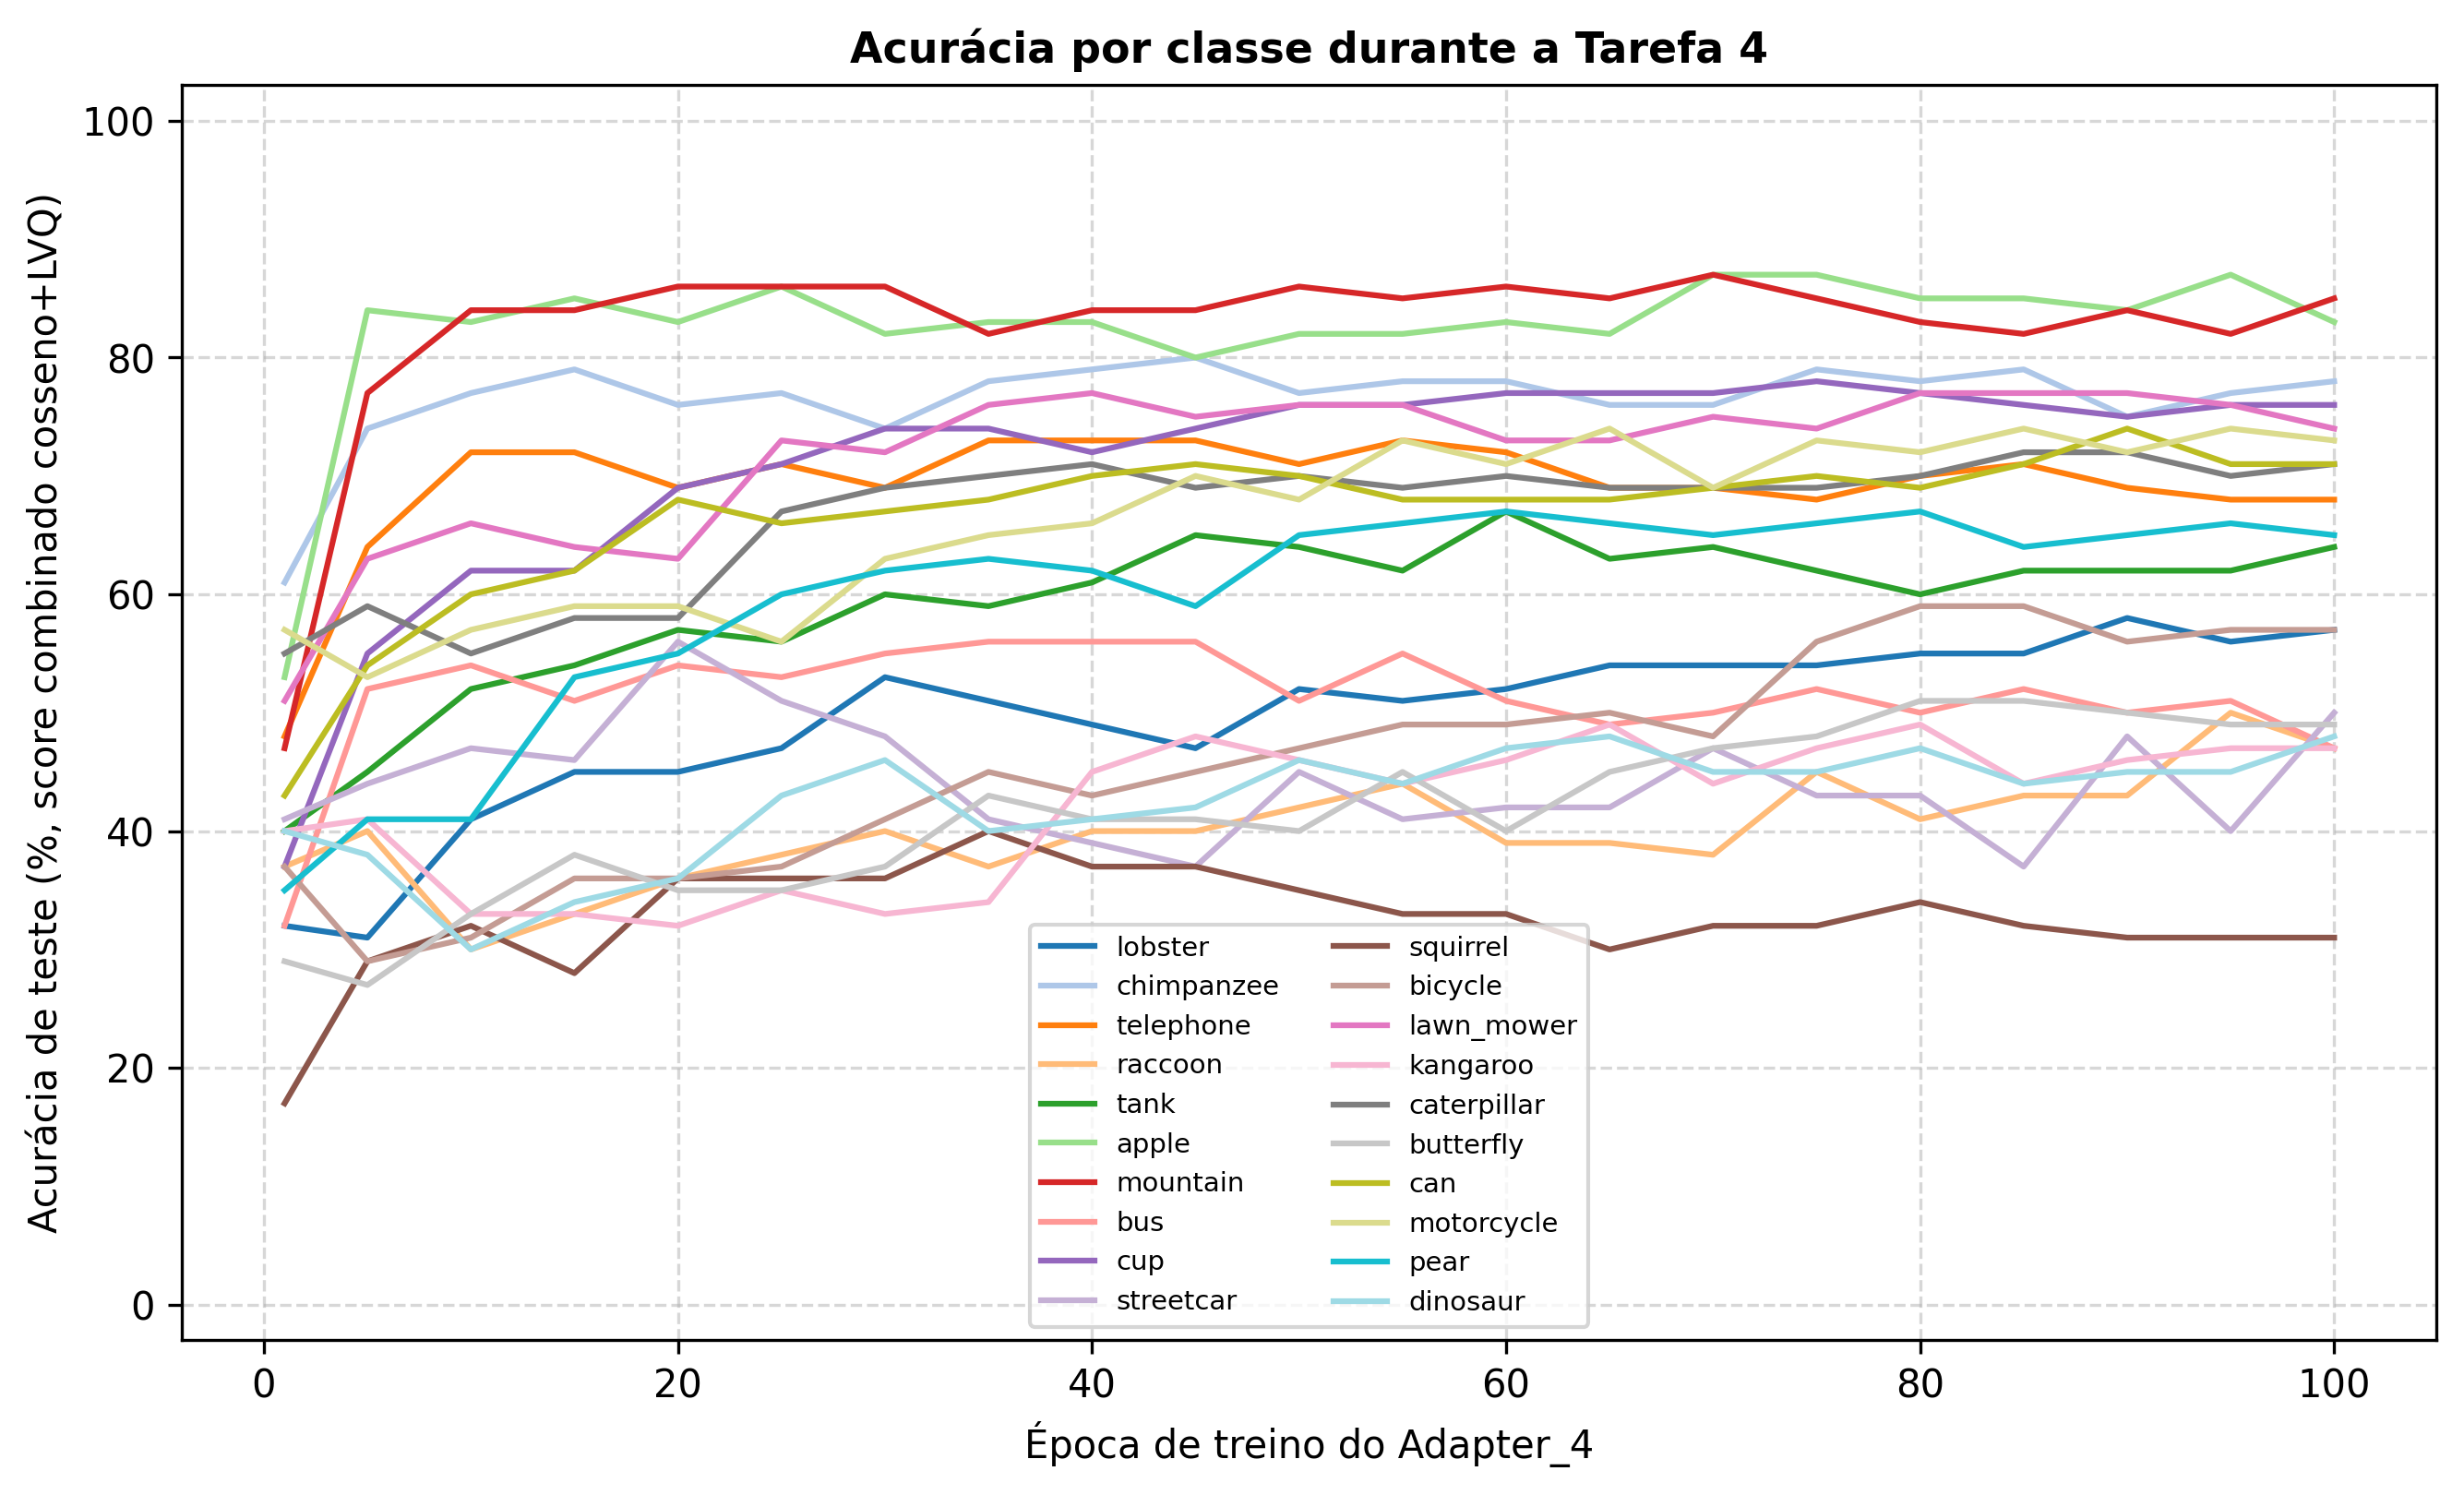 Acurácia por classe durante a Tarefa 4
Acurácia de teste (%, score combinado cosseno+LVQ)
100
80
60
40
20
0
lobster
chimpanzee
telephone
raccoon
tank
apple
mountain
bus
cup
streetcar
squirrel
bicycle
lawn_mower
kangaroo
caterpillar
butterfly
can
motorcycle
pear
dinosaur
0 20 40 60 80 100
Época de treino do Adapter_4